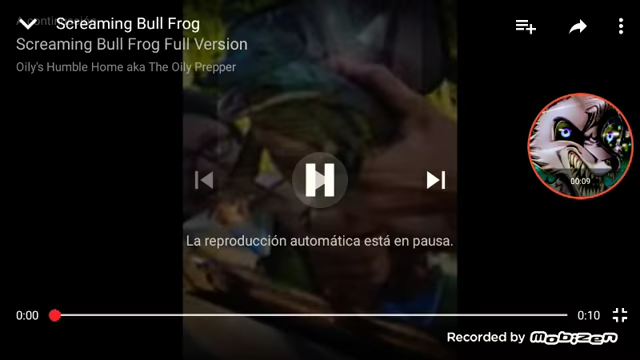 A continuación
Screaming Bull Frog
Screaming Bull Frog Full Version
Oily's Humble Home aka The Oily Prepper
00:09
La reproducción automática está en pausa.
0:00
0:10
Recorded by mobizen